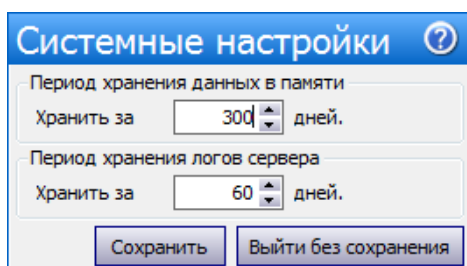 Системные настройки ?
Период хранения данных в памяти
Хранить за 300 дней.
Период хранения логов сервера
Хранить за 60 дней.
Сохранить Выйти без сохранения